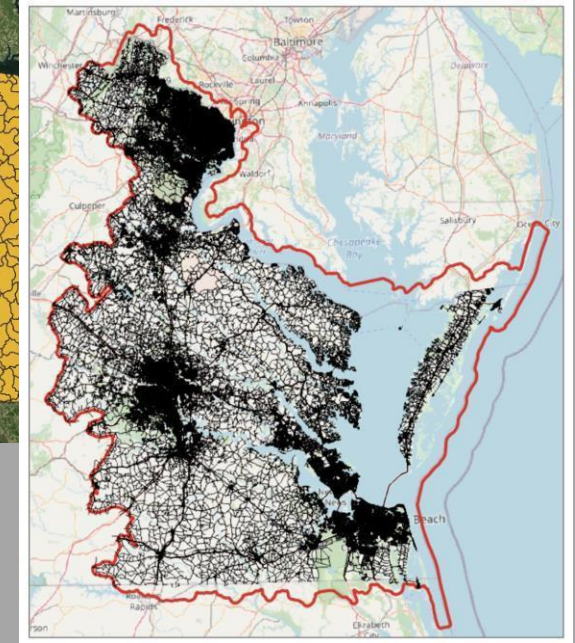 Martinsburg
Frederick
Towson
Baltimore
Winchester
Columbia
Rockville
Laurel
Delaware
Spring
Annapolis
Maryland
Waldorf
Culpeper
Salisbury
Ocean City
Chesapeake
Bay
Beach
Rapids
Elizabeth
City